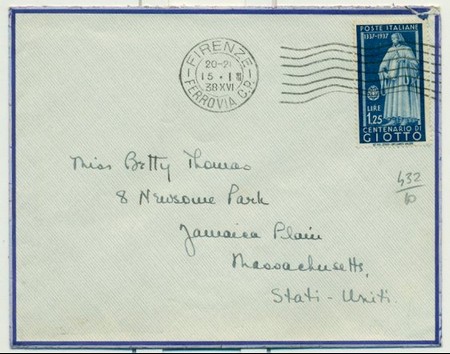 FIRENZE
20-21
15 · I
38 XVI
FERROVIA C.P.
POSTE ITALIANE
1337-1937
LIRE
1,25
CENTENARIO DI
GIOTTO
Miss Betty Thomas
8 Newsome Park
Jamaica Plain
Massachusetts,
Stati-Uniti.
432
10